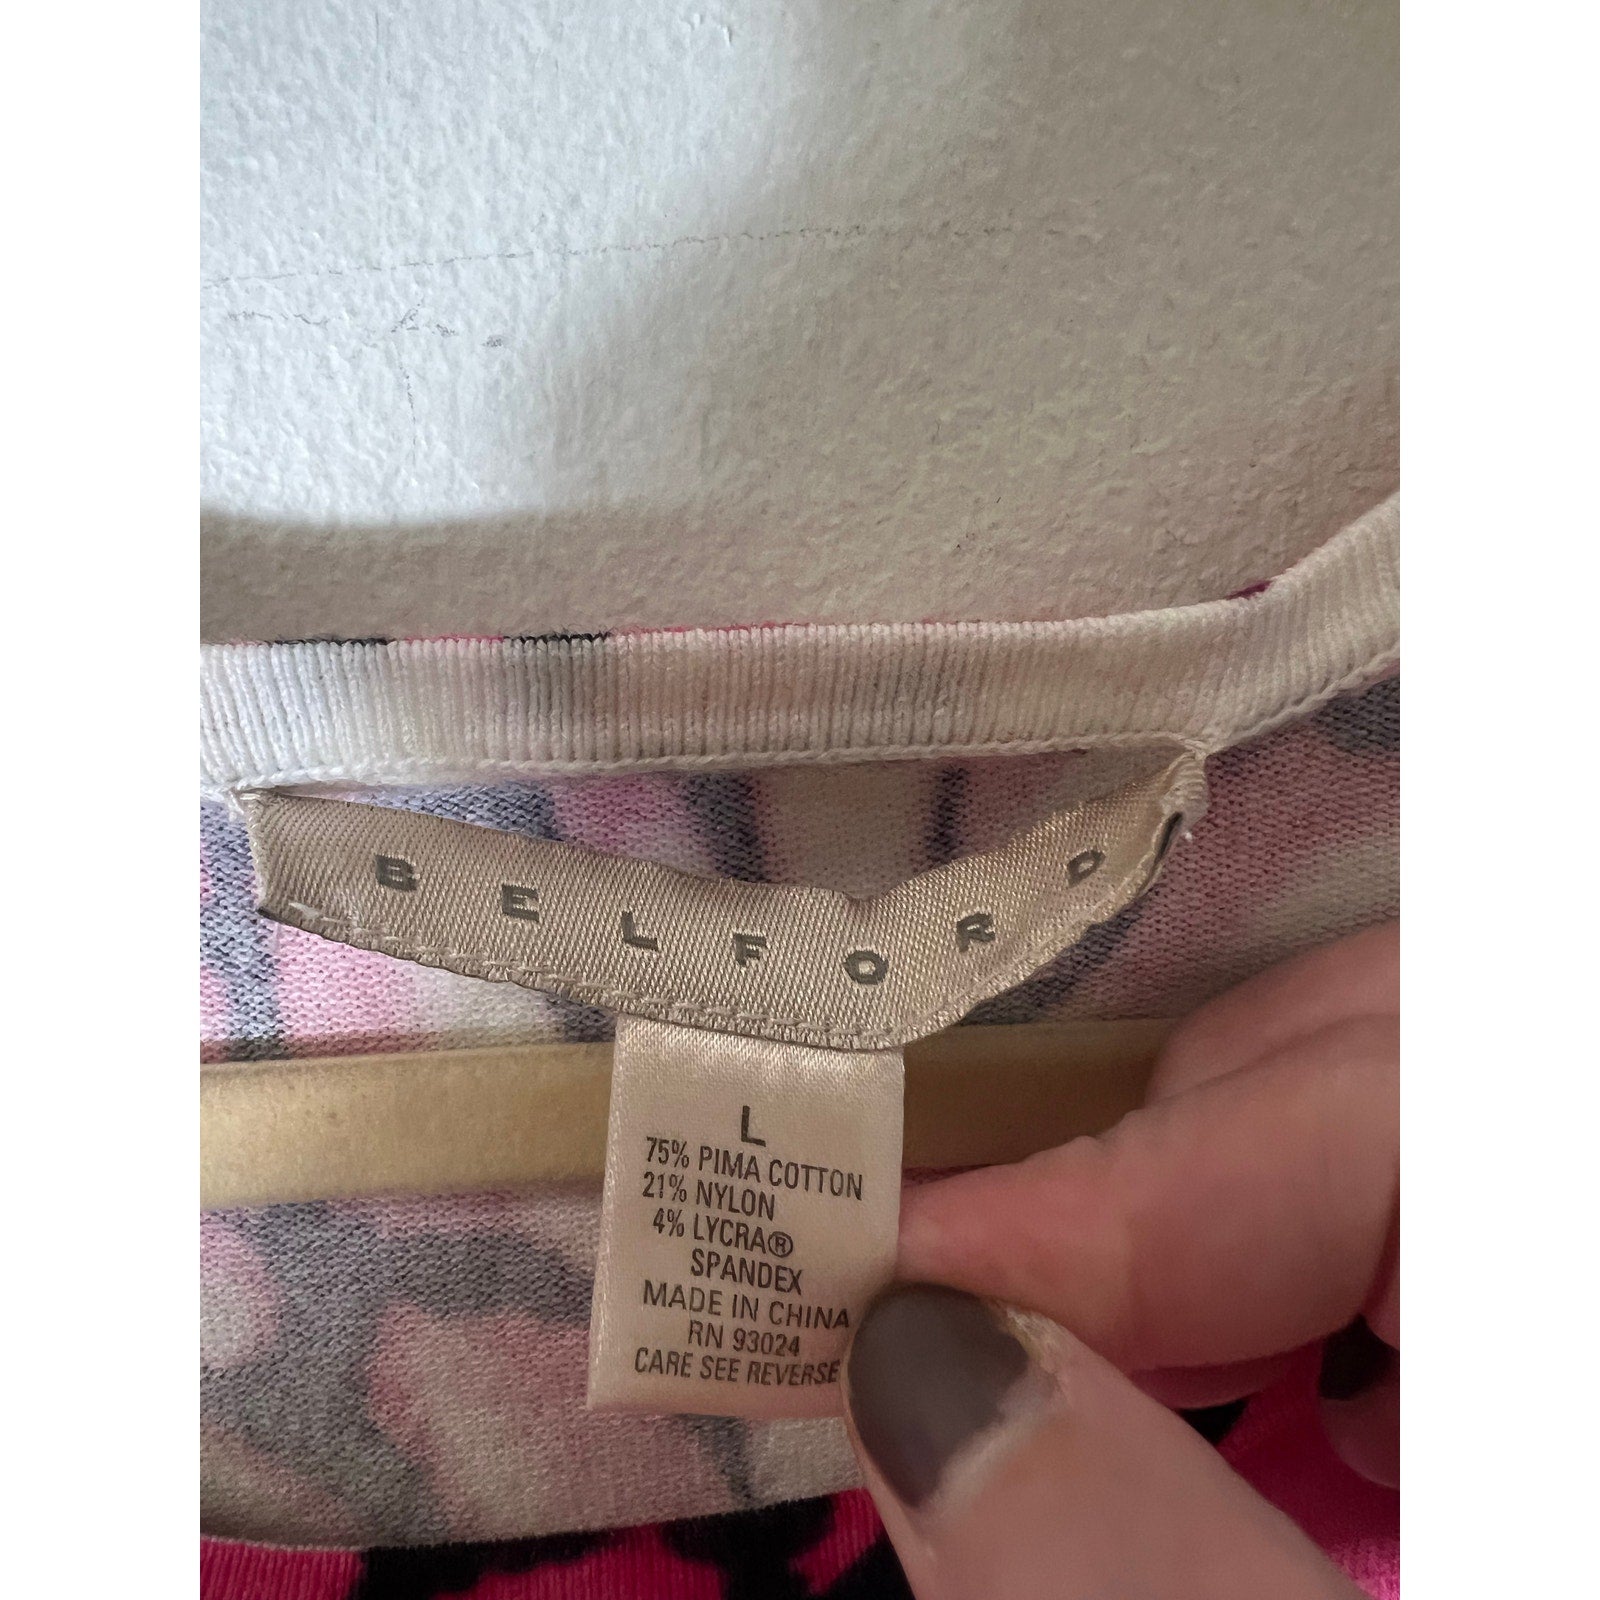 BELFORD
L
75% PIMA COTTON
21% NYLON
4% LYCRA®
SPANDEX
MADE IN CHINA
RN 93024
CARE SEE REVERSE